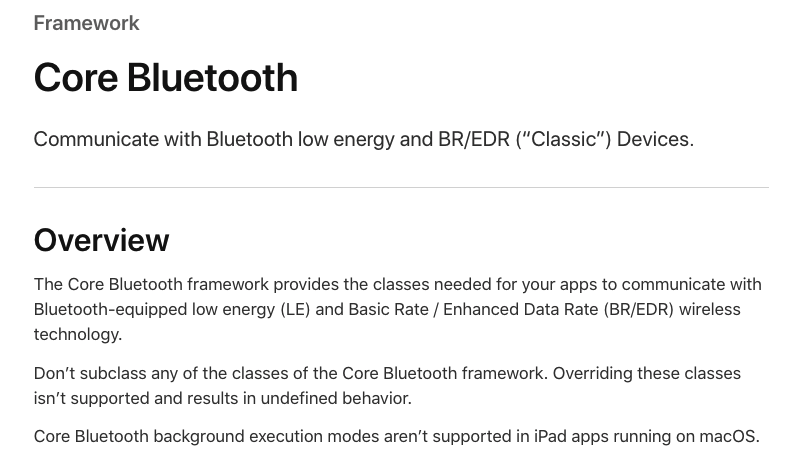 Framework
Core Bluetooth
Communicate with Bluetooth low energy and BR/EDR (“Classic”) Devices.
Overview
The Core Bluetooth framework provides the classes needed for your apps to communicate with
Bluetooth-equipped low energy (LE) and Basic Rate / Enhanced Data Rate (BR/EDR) wireless
technology.
Don’t subclass any of the classes of the Core Bluetooth framework. Overriding these classes
isn’t supported and results in undefined behavior.
Core Bluetooth background execution modes aren’t supported in iPad apps running on macOS.